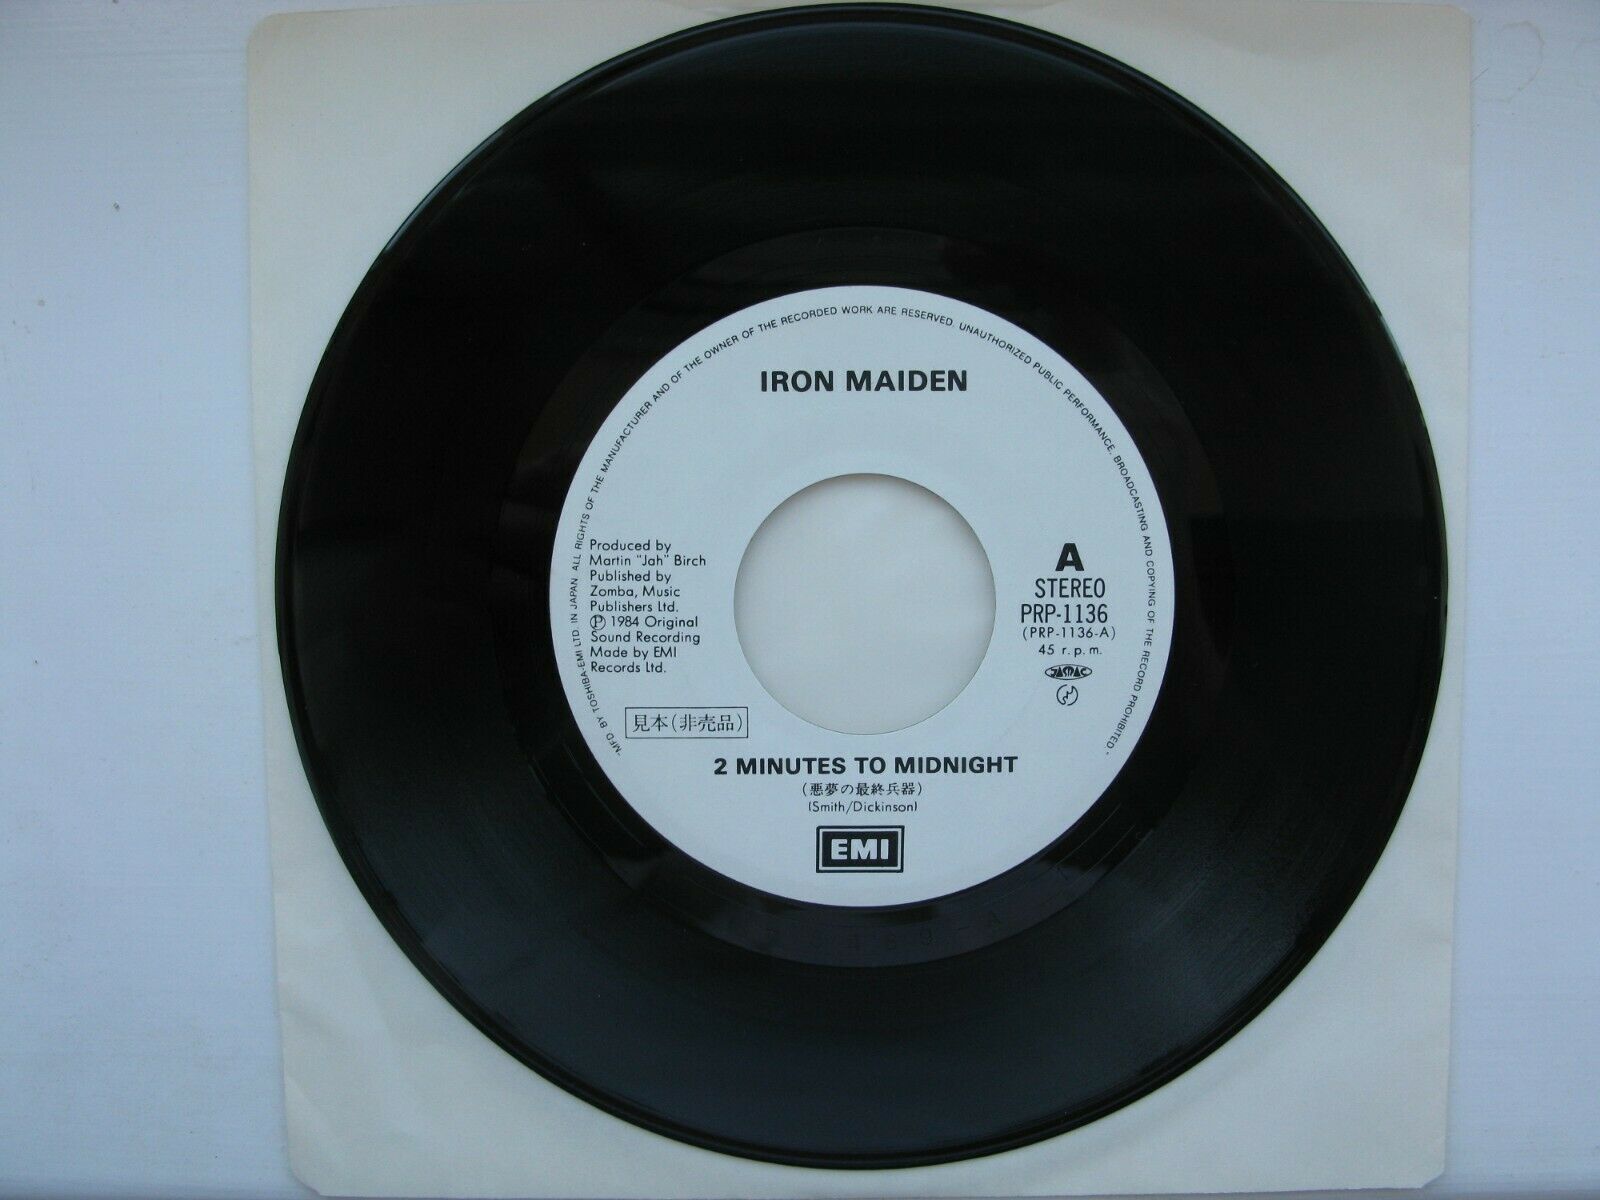 "MFD. BY TOSHIBA-EMI LTD. IN JAPAN. ALL RIGHTS OF THE MANUFACTURER AND OF THE OWNER OF THE RECORDED WORK ARE RESERVED. UNAUTHORIZED PUBLIC PERFORMANCE, BROADCASTING AND COPYING OF THE RECORD PROHIBITED."
IRON MAIDEN
Produced by
Martin "Jah" Birch
Published by
Zomba, Music
Publishers Ltd.
Ⓟ 1984 Original
Sound Recording
Made by EMI
Records Ltd.
A
STEREO
PRP-1136
(PRP-1136-A)
45 r.p.m.
JASRAC
見本(非売品)
2 MINUTES TO MIDNIGHT
(悪夢の最終兵器)
(Smith/Dickinson)
EMI